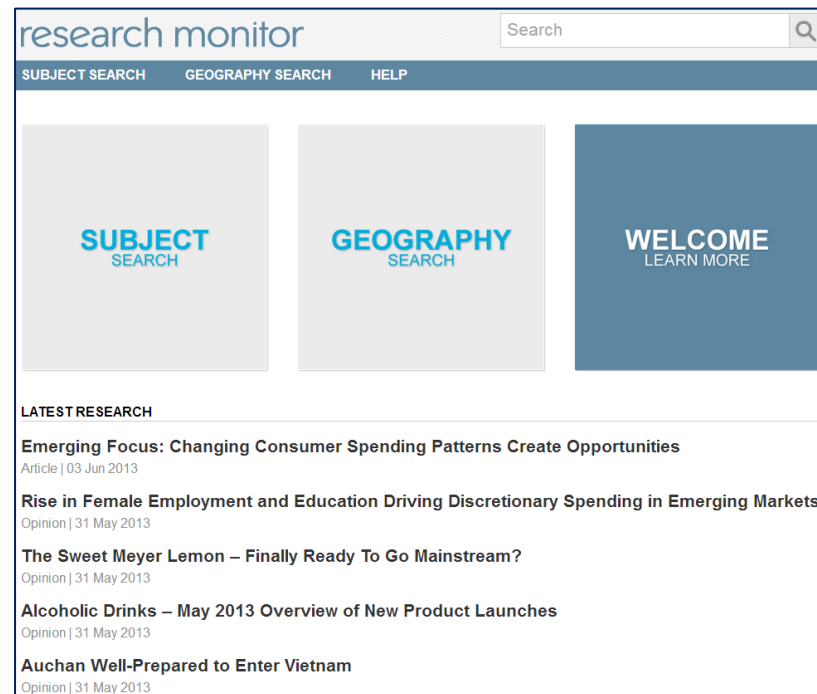 research monitor
Search
SUBJECT SEARCH GEOGRAPHY SEARCH HELP
SUBJECT
SEARCH
GEOGRAPHY
SEARCH
WELCOME
LEARN MORE
LATEST RESEARCH
Emerging Focus: Changing Consumer Spending Patterns Create Opportunities
Article | 03 Jun 2013
Rise in Female Employment and Education Driving Discretionary Spending in Emerging Markets
Opinion | 31 May 2013
The Sweet Meyer Lemon – Finally Ready To Go Mainstream?
Opinion | 31 May 2013
Alcoholic Drinks – May 2013 Overview of New Product Launches
Opinion | 31 May 2013
Auchan Well-Prepared to Enter Vietnam
Opinion | 31 May 2013